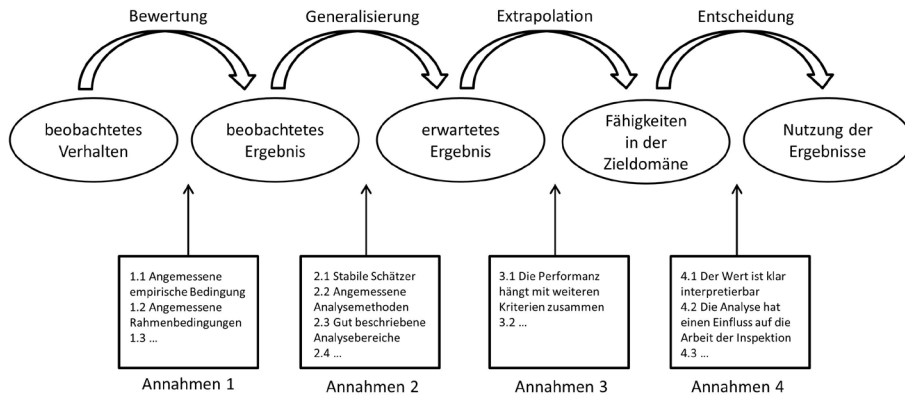 Bewertung
Generalisierung
Extrapolation
Entscheidung
beobachtetes
Verhalten
beobachtetes
Ergebnis
erwartetes
Ergebnis
Fähigkeiten
in der
Zieldomäne
Nutzung der
Ergebnisse
1.1 Angemessene
empirische Bedingung
1.2 Angemessene
Rahmenbedingungen
1.3 ...
2.1 Stabile Schätzer
2.2 Angemessene
Analysemethoden
2.3 Gut beschriebene
Analysebereiche
2.4 ...
3.1 Die Performanz
hängt mit weiteren
Kriterien zusammen
3.2 ...
4.1 Der Wert ist klar
interpretierbar
4.2 Die Analyse hat
einen Einfluss auf die
Arbeit der Inspektion
4.3 ...
Annahmen 1
Annahmen 2
Annahmen 3
Annahmen 4